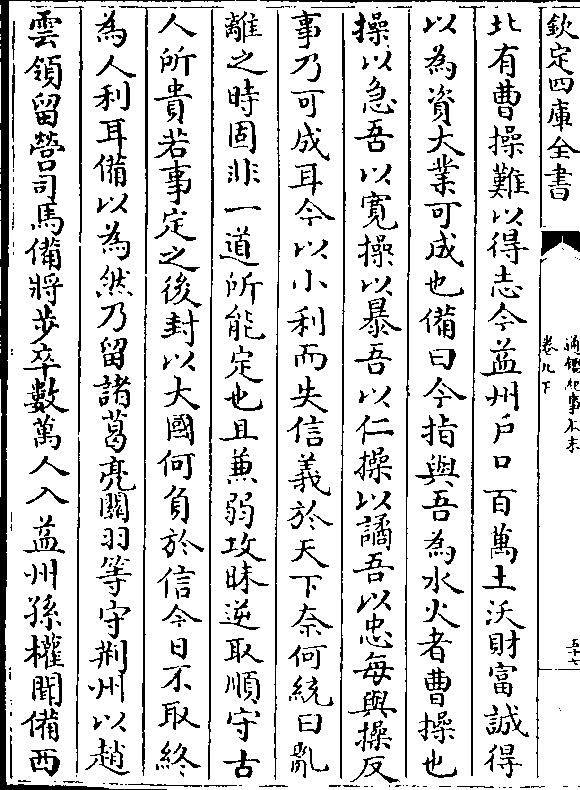 欽定四庫全書
通鑑紀事本末
卷九下
三十七
北有曹操難以得志今益州户口百萬土沃財富誠得
以為資大業可成也備曰今指與吾為水火者曹操也
操以急吾以寛操以暴吾以仁操以譎吾以忠每與操反
事乃可成耳今以小利而失信義於天下奈何統曰亂
離之時固非一道所能定也且兼弱攻昧逆取順守古
人所貴若事定之後封以大國何負於信今日不取終
為人利耳備以為然乃留諸葛亮關羽等守荆州以趙
雲領留營司馬備將步卒數萬人入益州孫權聞備西